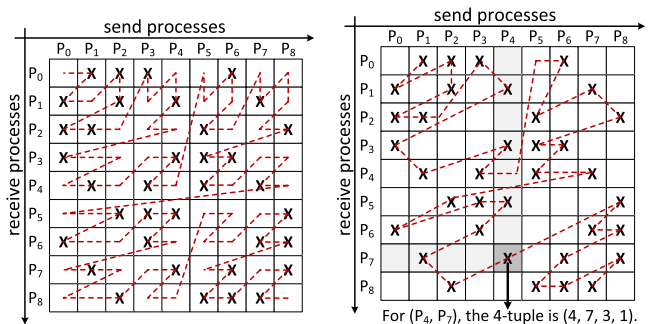 send processes
P₀ P₁ P₂ P₃ P₄ P₅ P₆ P₇ P₈
receive processes
P₀ X X X X
P₁ X X X X
P₂ X X X X
P₃ X X X X
P₄ X X X X
P₅ X X X X
P₆ X X X X
P₇ X X X X
P₈ X X X X
send processes
P₀ P₁ P₂ P₃ P₄ P₅ P₆ P₇ P₈
receive processes
P₀ X X X X
P₁ X X X X
P₂ X X X X
P₃ X X X X
P₄ X X X X
P₅ X X X X
P₆ X X X X
P₇ X X X X
P₈ X X X X
For (P₄, P₇), the 4-tuple is (4, 7, 3, 1).